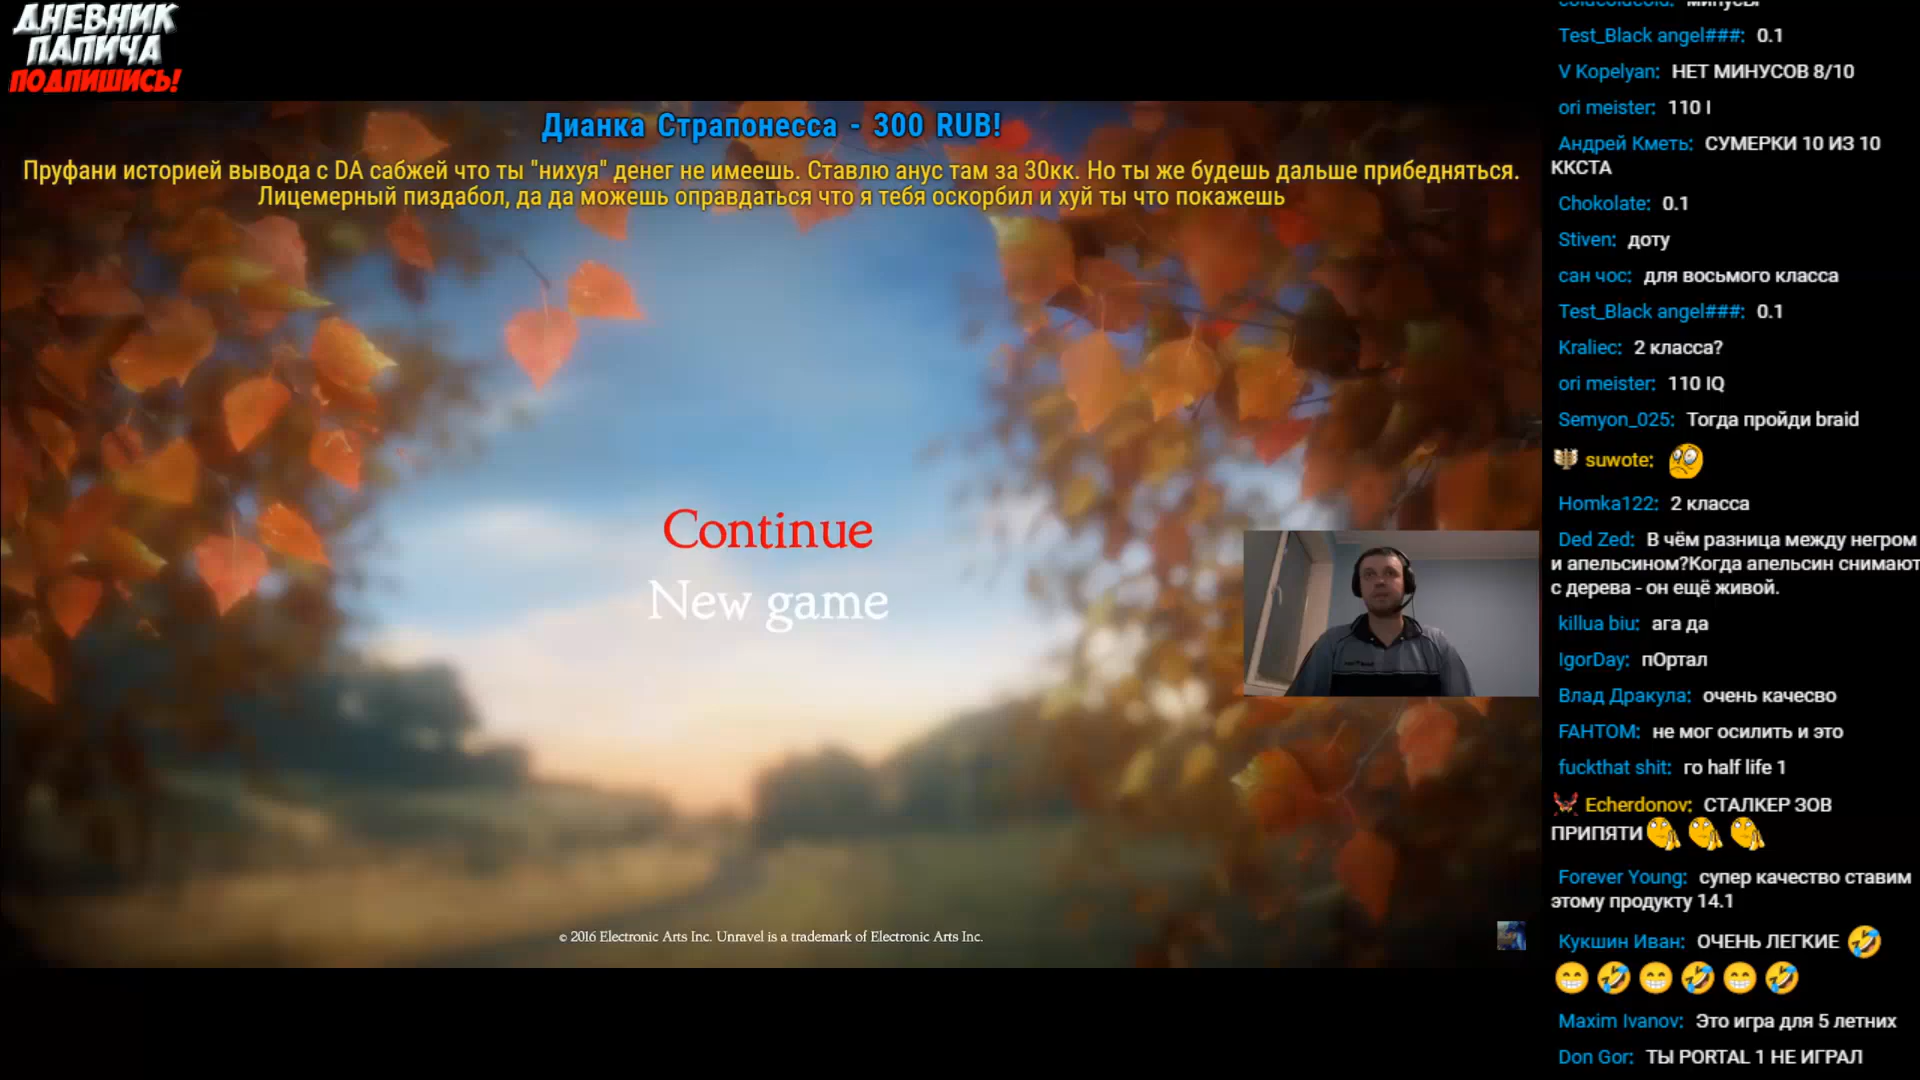 ДНЕВНИК
ПАПИЧА
ПОДПИШИСЬ!
Дианка Страпонесса - 300 RUB!
Пруфани историей вывода с DA сабжей что ты "нихуя" денег не имеешь. Ставлю анус там за 30кк. Но ты же будешь дальше прибедняться.
Лицемерный пиздабол, да да можешь оправдаться что я тебя оскорбил и хуй ты что покажешь
Continue
New game
© 2016 Electronic Arts Inc. Unravel is a trademark of Electronic Arts Inc.
Test_Black angel###: 0.1
V Kopelyan: НЕТ МИНУСОВ 8/10
ori meister: 110 I
Андрей Кметь: СУМЕРКИ 10 ИЗ 10
ККСТА
Chokolate: 0.1
Stiven: доту
сан чос: для восьмого класса
Test_Black angel###: 0.1
Kraliec: 2 класса?
ori meister: 110 IQ
Semyon_025: Тогда пройди braid
suwote:
Homka122: 2 класса
Ded Zed: В чём разница между негром
и апельсином?Когда апельсин снимают
с дерева - он ещё живой.
killua biu: ага да
IgorDay: пОртал
Влад Дракула: очень качесво
FAHTOM: не мог осилить и это
fuckthat shit: го half life 1
Echerdonov: СТАЛКЕР ЗОВ
ПРИПЯТИ
Forever Young: супер качество ставим
этому продукту 14.1
Кукшин Иван: ОЧЕНЬ ЛЕГКИЕ
Maxim Ivanov: Это игра для 5 летних
Don Gor: ТЫ PORTAL 1 НЕ ИГРАЛ